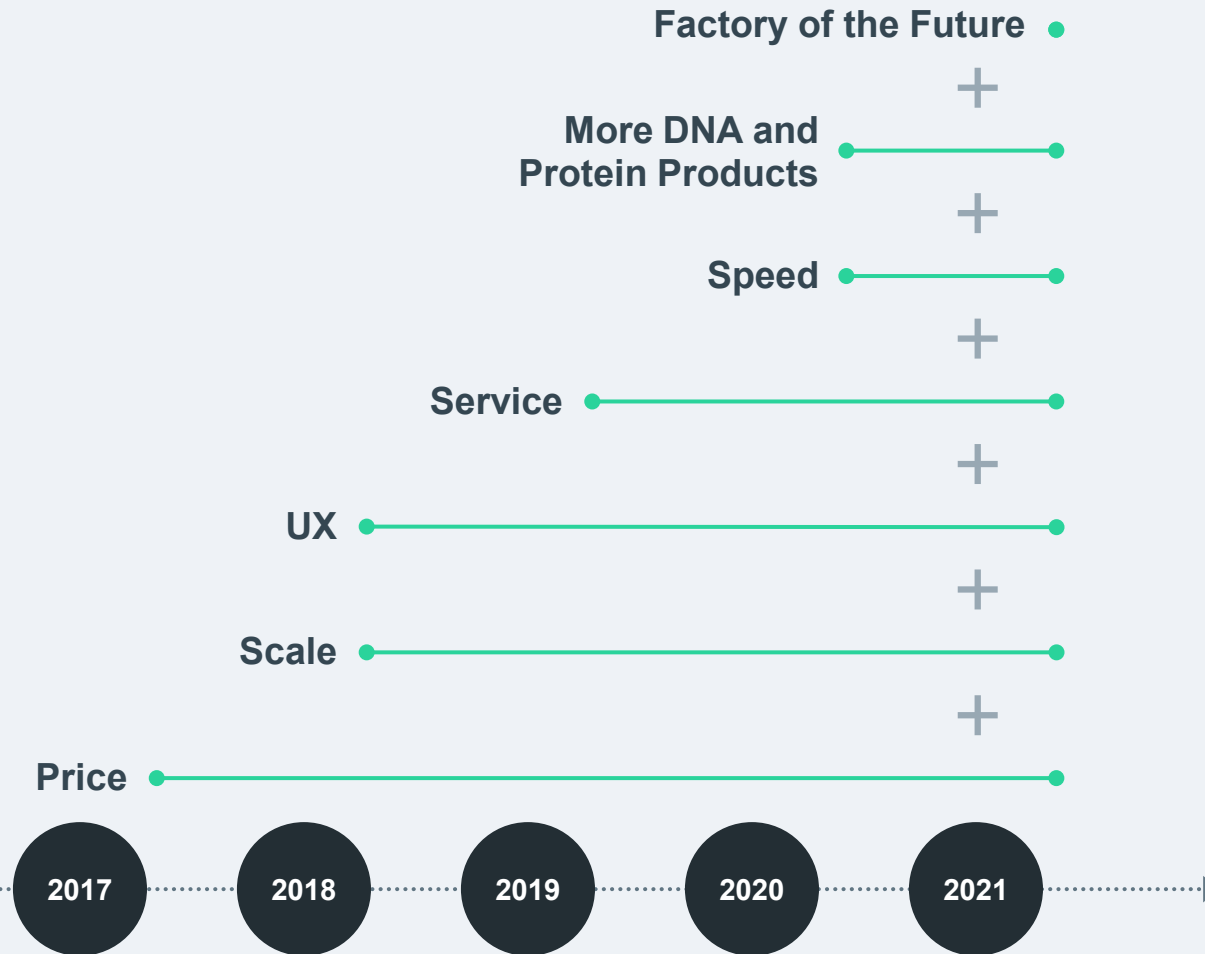 Factory of the Future
+
More DNA and
Protein Products
+
Speed
+
Service
+
UX
+
Scale
+
Price
2017 2018 2019 2020 2021